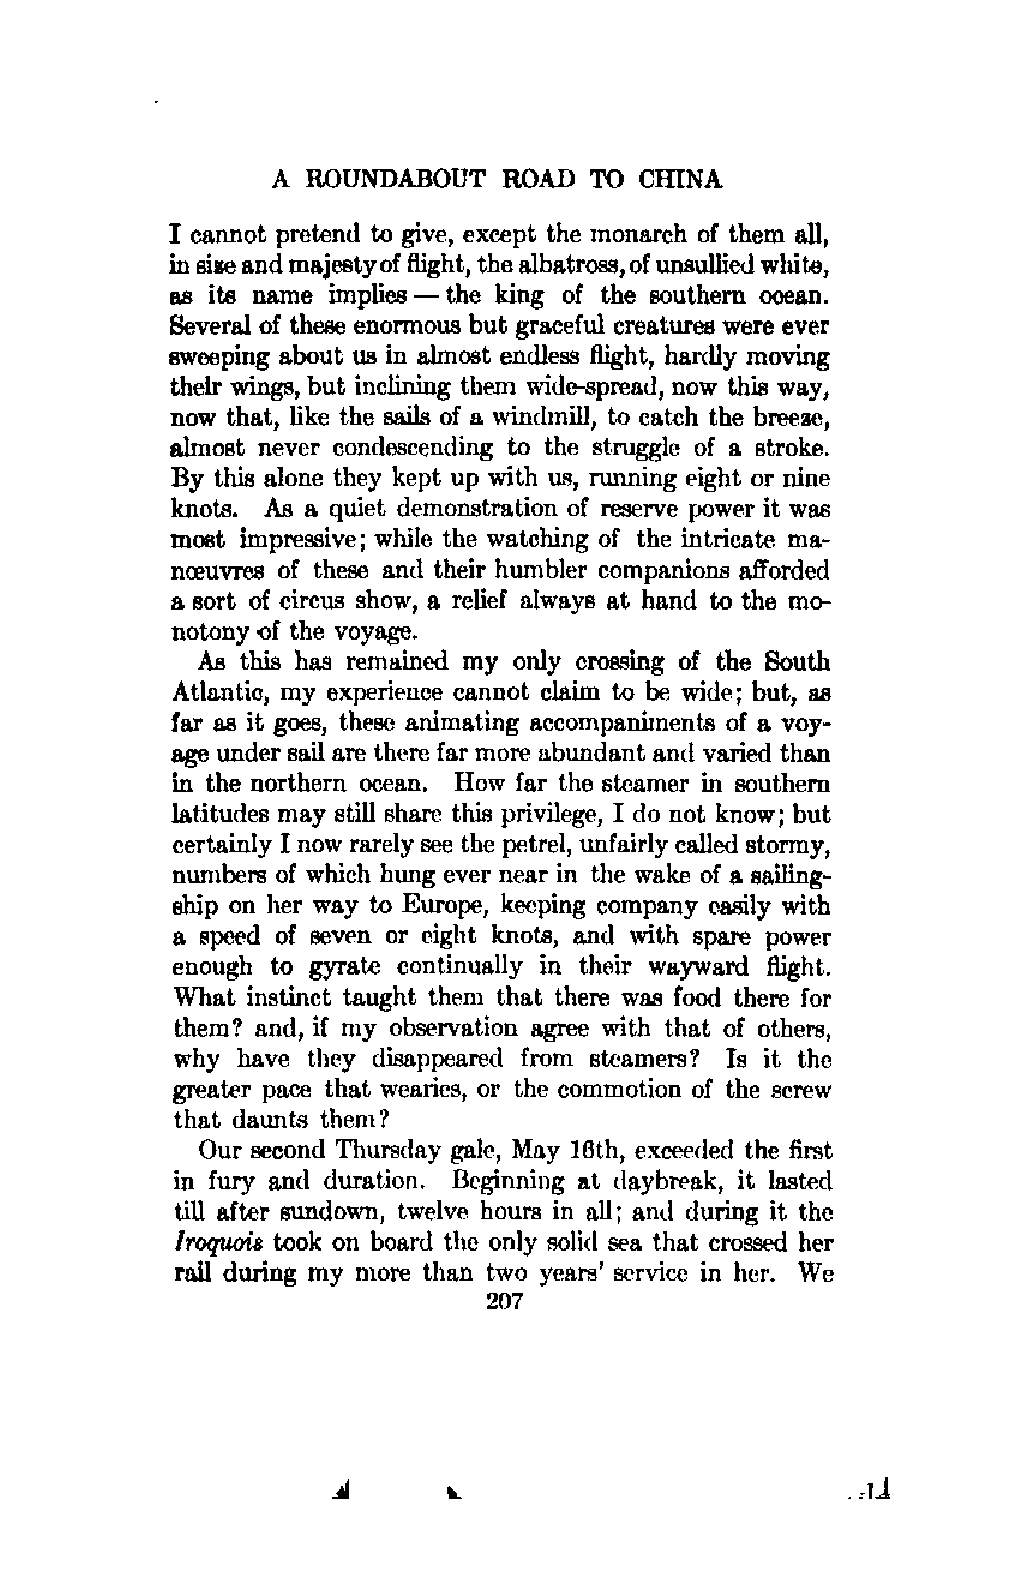 A ROUNDABOUT ROAD TO CHINA
I cannot pretend to give, except the monarch of them all,
in size and majesty of flight, the albatross, of unsullied white,
as its name implies — the king of the southern ocean.
Several of these enormous but graceful creatures were ever
sweeping about us in almost endless flight, hardly moving
their wings, but inclining them wide-spread, now this way,
now that, like the sails of a windmill, to catch the breeze,
almost never condescending to the struggle of a stroke.
By this alone they kept up with us, running eight or nine
knots. As a quiet demonstration of reserve power it was
most impressive; while the watching of the intricate ma-
nœuvres of these and their humbler companions afforded
a sort of circus show, a relief always at hand to the mo-
notony of the voyage.
As this has remained my only crossing of the South
Atlantic, my experience cannot claim to be wide; but, as
far as it goes, these animating accompaniments of a voy-
age under sail are there far more abundant and varied than
in the northern ocean. How far the steamer in southern
latitudes may still share this privilege, I do not know; but
certainly I now rarely see the petrel, unfairly called stormy,
numbers of which hung ever near in the wake of a sailing-
ship on her way to Europe, keeping company easily with
a speed of seven or eight knots, and with spare power
enough to gyrate continually in their wayward flight.
What instinct taught them that there was food there for
them? and, if my observation agree with that of others,
why have they disappeared from steamers? Is it the
greater pace that wearies, or the commotion of the screw
that daunts them?
Our second Thursday gale, May 16th, exceeded the first
in fury and duration. Beginning at daybreak, it lasted
till after sundown, twelve hours in all; and during it the
Iroquois took on board the only solid sea that crossed her
rail during my more than two years' service in her. We
207